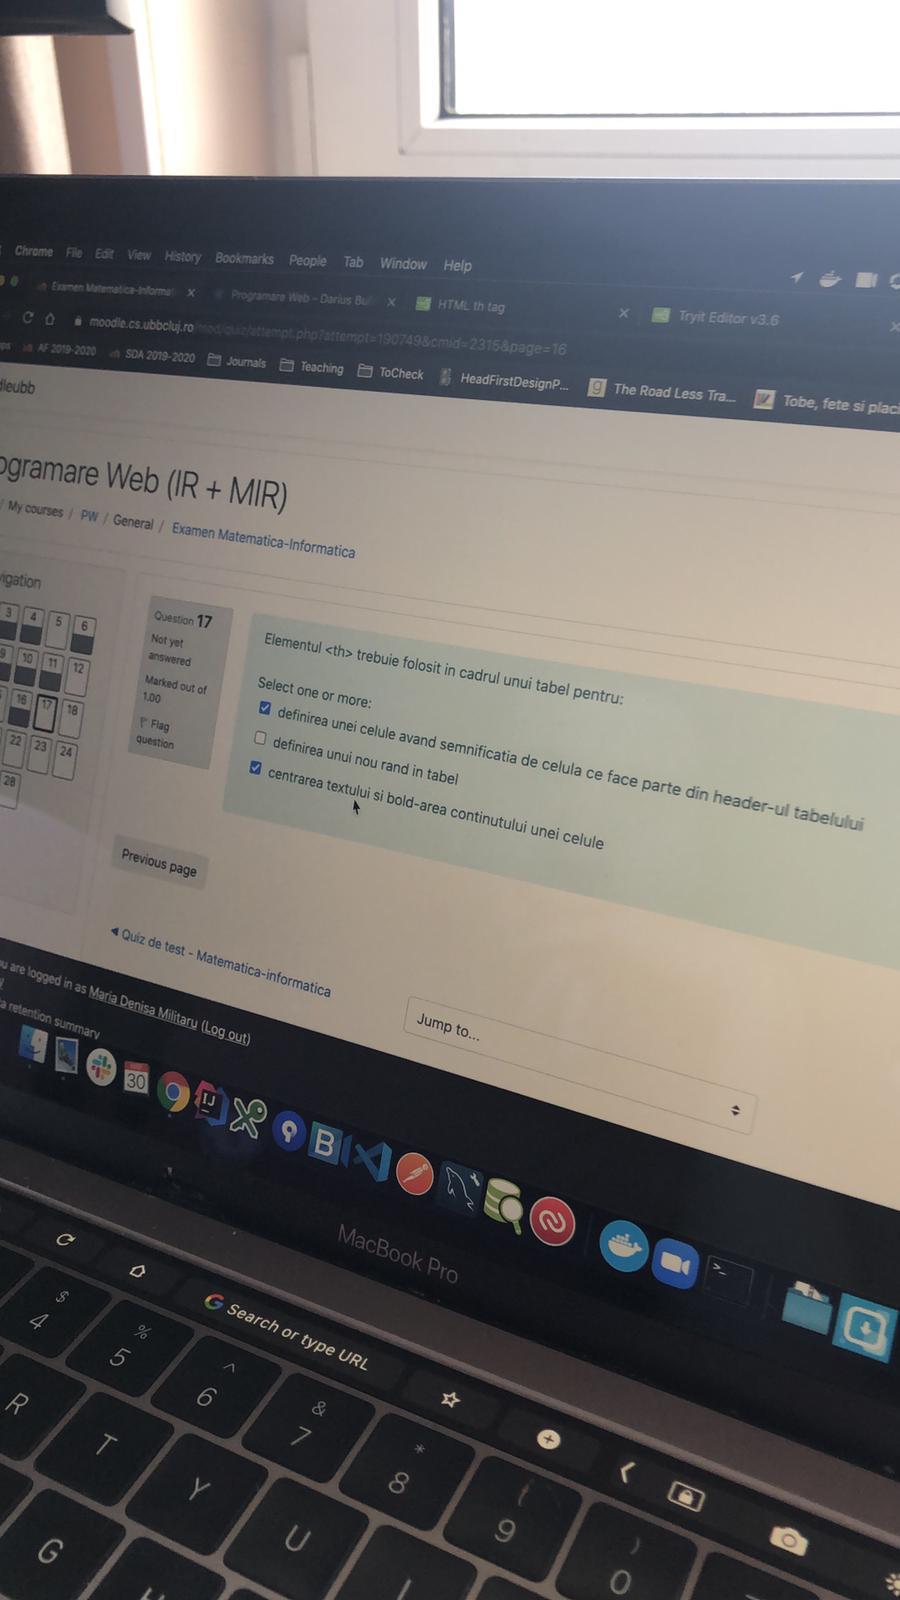 Chrome File Edit View History Bookmarks People Tab Window Help
Examen Matematica-Informa
Programare Web - Darius Bu
HTML th tag
Tryit Editor v3.6
moodle.cs.ubbcluj.ro/mod/quiz/attempt.php?attempt=190749&cmid=2315&page=16
AF 2019-2020
SDA 2019-2020
Journals
Teaching
ToCheck
HeadFirstDesignP...
The Road Less Tra...
Tobe, fete si placi
dleubb
ogramare Web (IR + MIR)
/ My courses / PW / General / Examen Matematica-Informatica
vigation
3 4 5 6
9 10 11 12
16 17 18
22 23 24
28
Question 17
Not yet
answered
Marked out of
1.00
Flag
question
Elementul <th> trebuie folosit in cadrul unui tabel pentru:
Select one or more:
definirea unei celule avand semnificatia de celula ce face parte din header-ul tabelului
definirea unui nou rand in tabel
centrarea textului si bold-area continutului unei celule
Previous page
◄ Quiz de test - Matematica-informatica
Jump to...
u are logged in as Maria Denisa Militaru (Log out)
a retention summary
30
IJ
B
MacBook Pro
Search or type URL
$ 4
% 5
^ 6
& 7
* 8
( 9
) 0
R T Y U
G